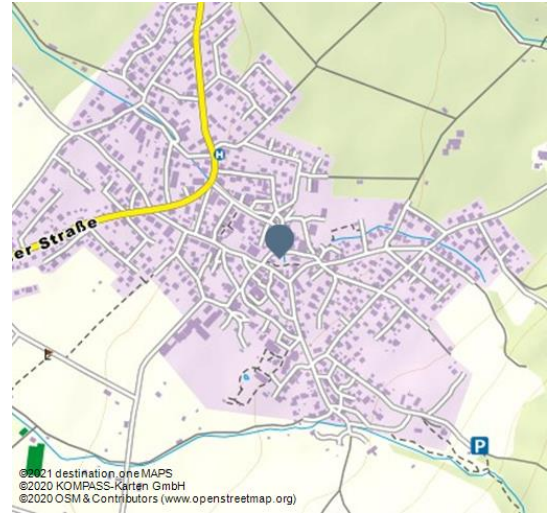 H
er Straße
P
©2021 destination.one MAPS
©2020 KOMPASS-Karten GmbH
©2020 OSM & Contributors (www.openstreetmap.org)